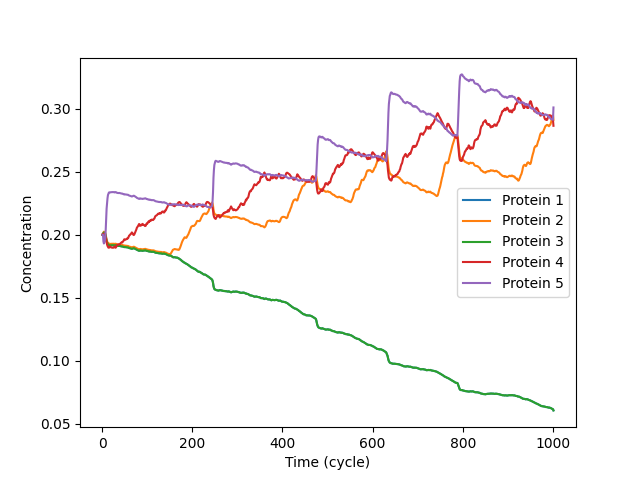 0.30
0.25
0.20
0.15
0.10
0.05
Concentration
0
200
400
600
800
1000
Time (cycle)
Protein 1
Protein 2
Protein 3
Protein 4
Protein 5